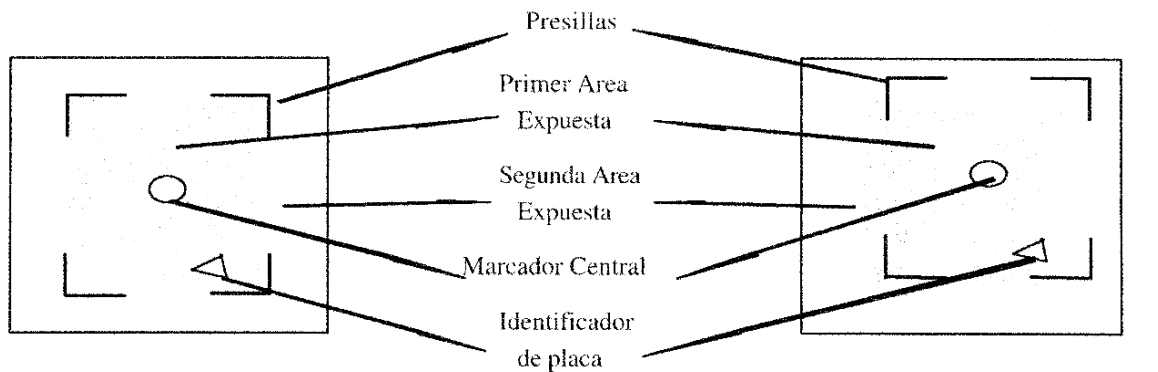 Presillas
Primer Area
Expuesta
Segunda Area
Expuesta
Marcador Central
Identificador
de placa